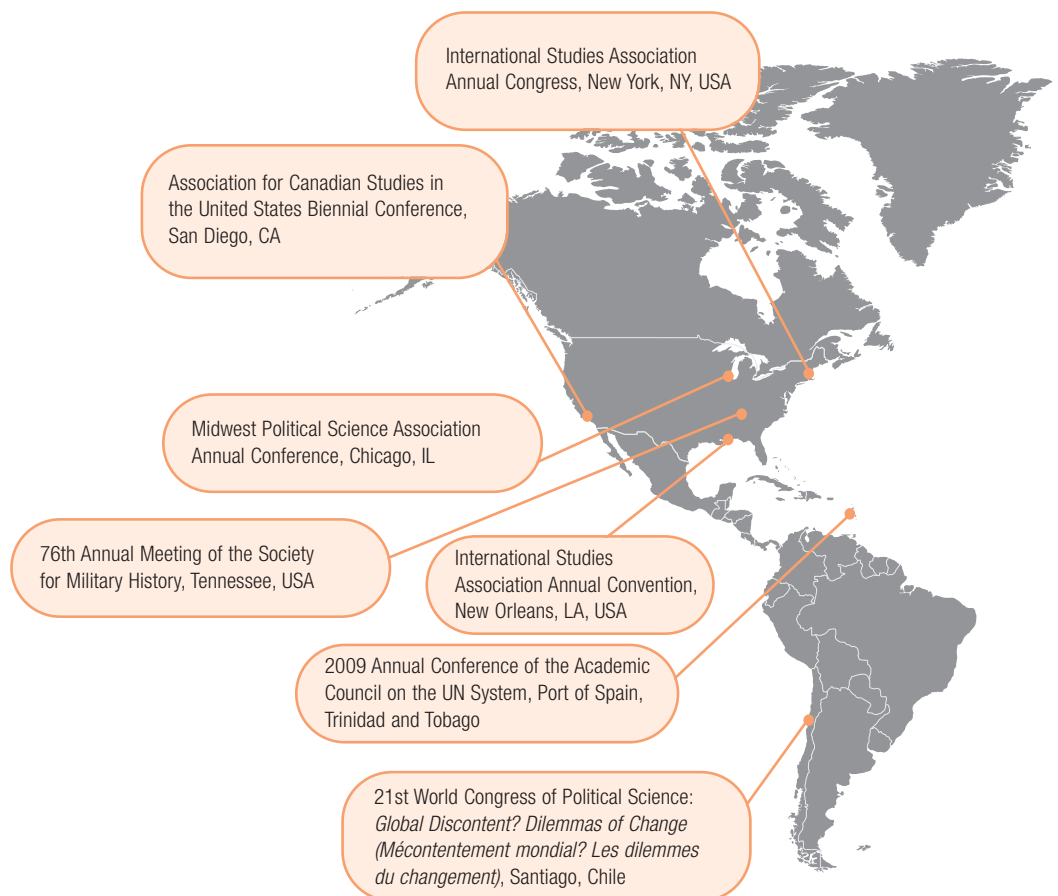 International Studies Association
Annual Congress, New York, NY, USA
Association for Canadian Studies in
the United States Biennial Conference,
San Diego, CA
Midwest Political Science Association
Annual Conference, Chicago, IL
76th Annual Meeting of the Society
for Military History, Tennessee, USA
International Studies
Association Annual Convention,
New Orleans, LA, USA
2009 Annual Conference of the Academic
Council on the UN System, Port of Spain,
Trinidad and Tobago
21st World Congress of Political Science:
Global Discontent? Dilemmas of Change
(Mécontentement mondial? Les dilemmes
du changement), Santiago, Chile